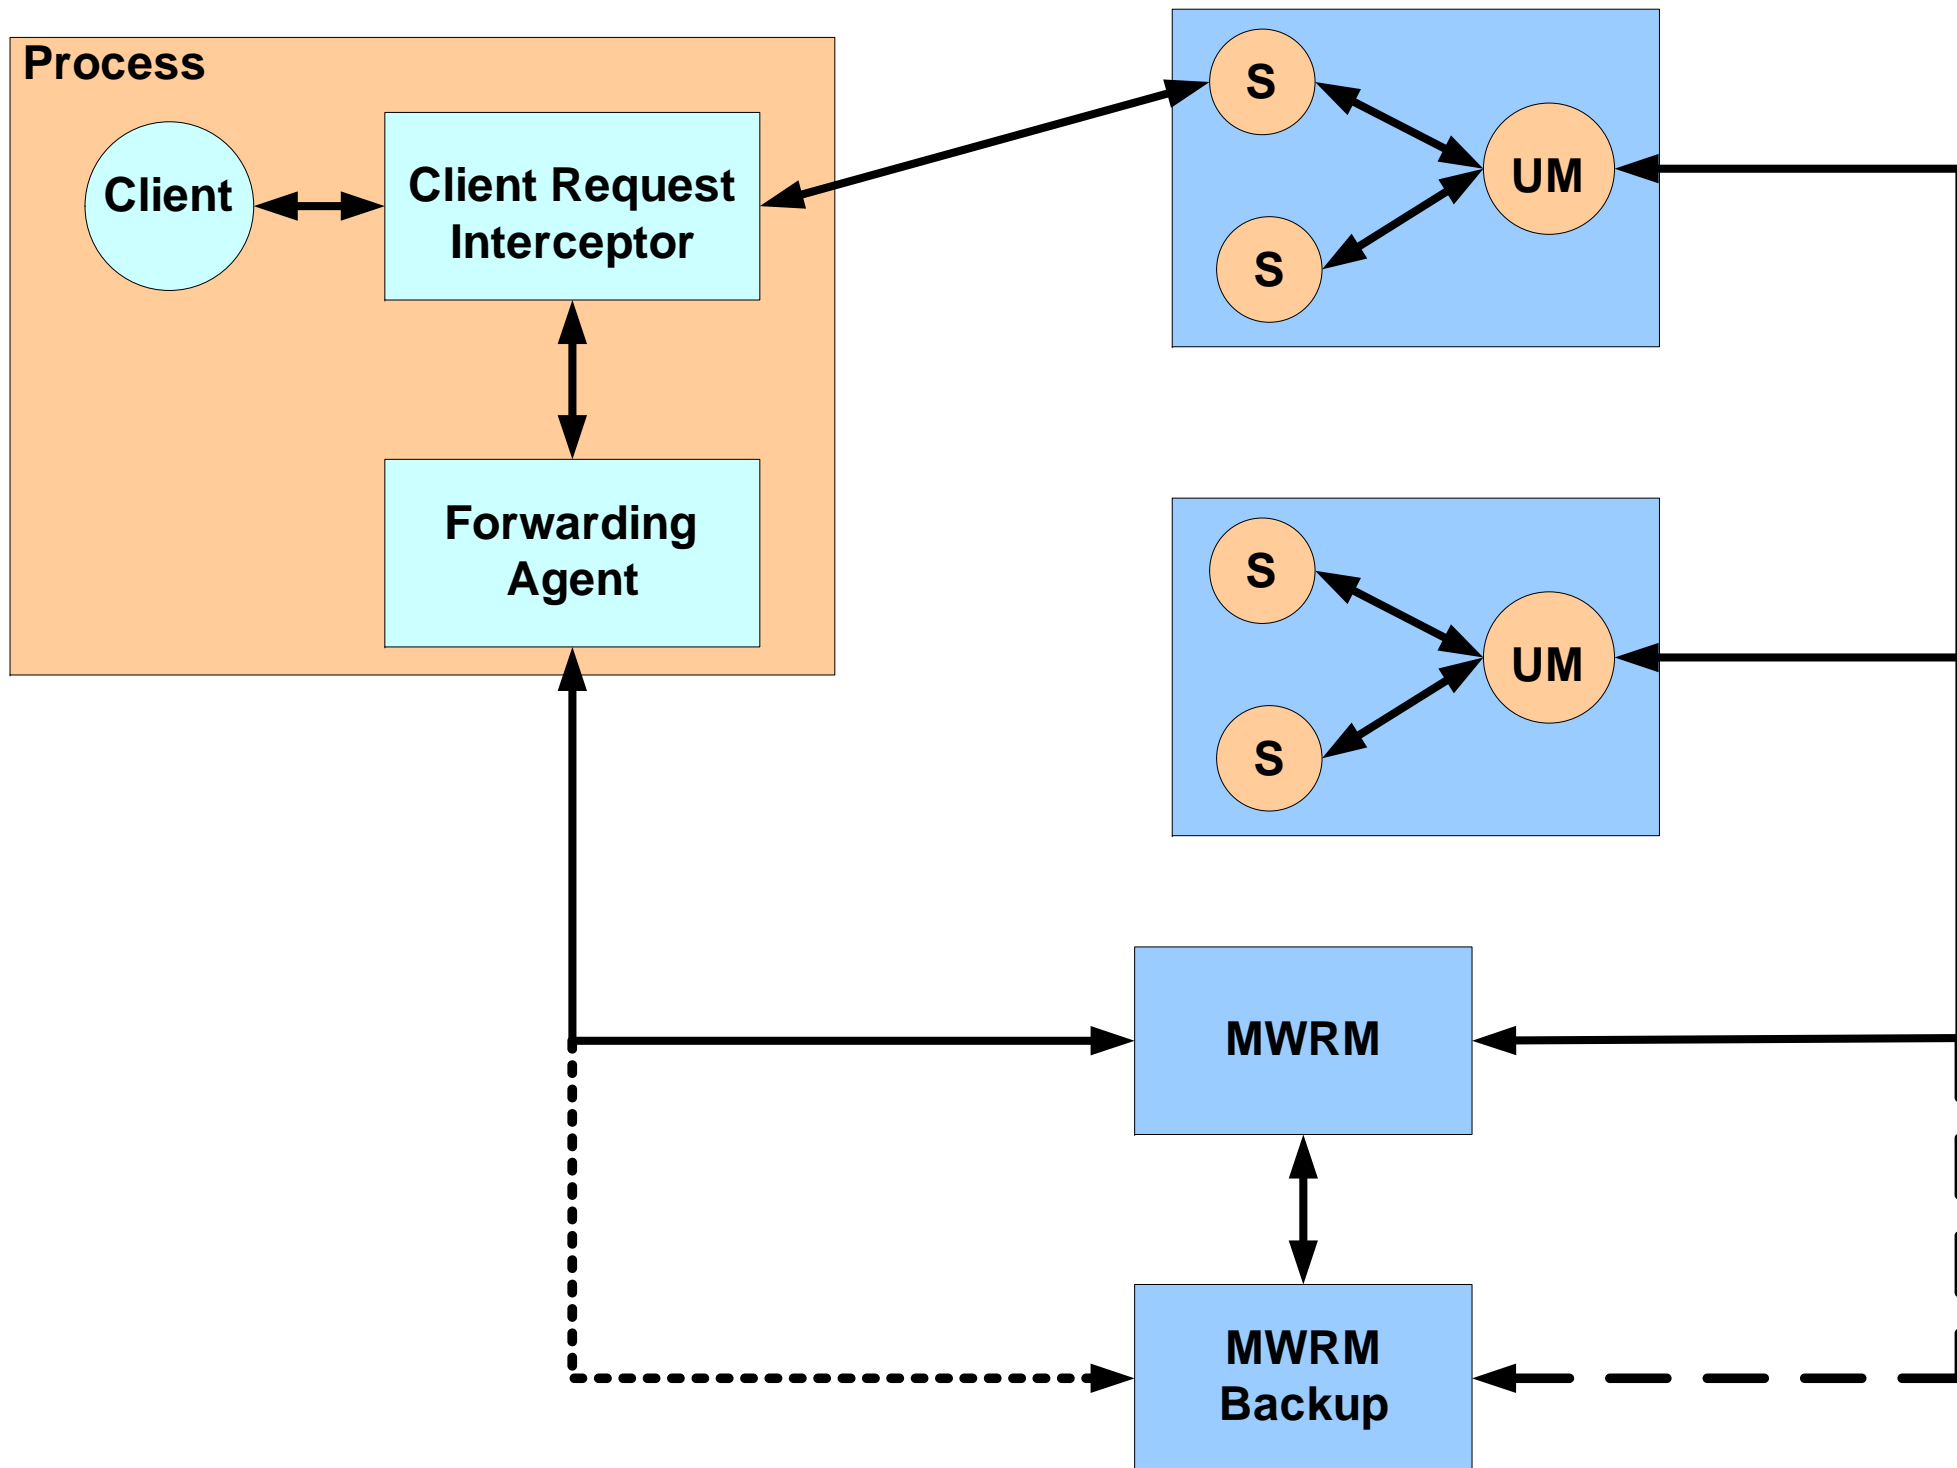 Process
Client
Client Request
Interceptor
Forwarding
Agent
S
S
UM
S
S
UM
MWRM
MWRM
Backup